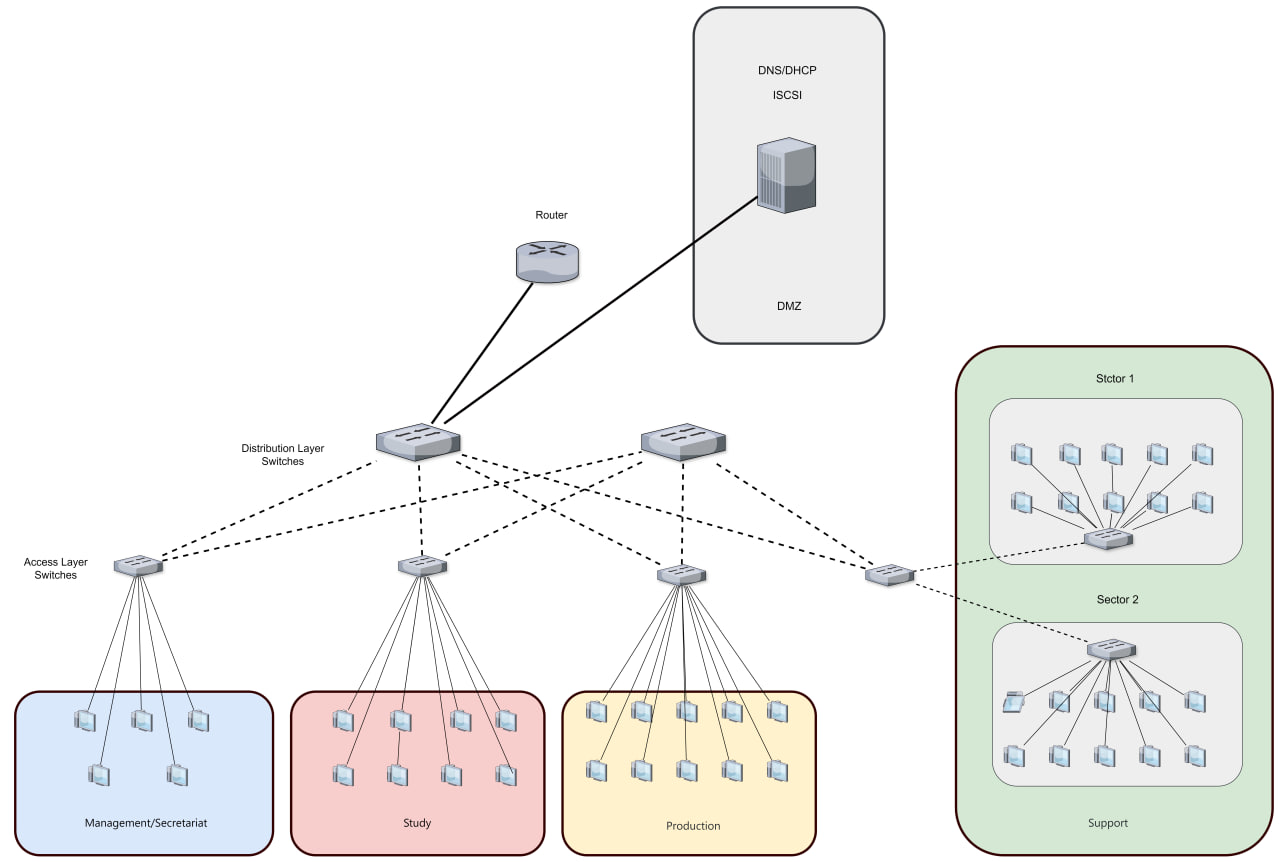 DNS/DHCP
ISCSI
Router
DMZ
Stctor 1
Distribution Layer
Switches
Access Layer
Switches
Sector 2
Management/Secretariat
Study
Production
Support